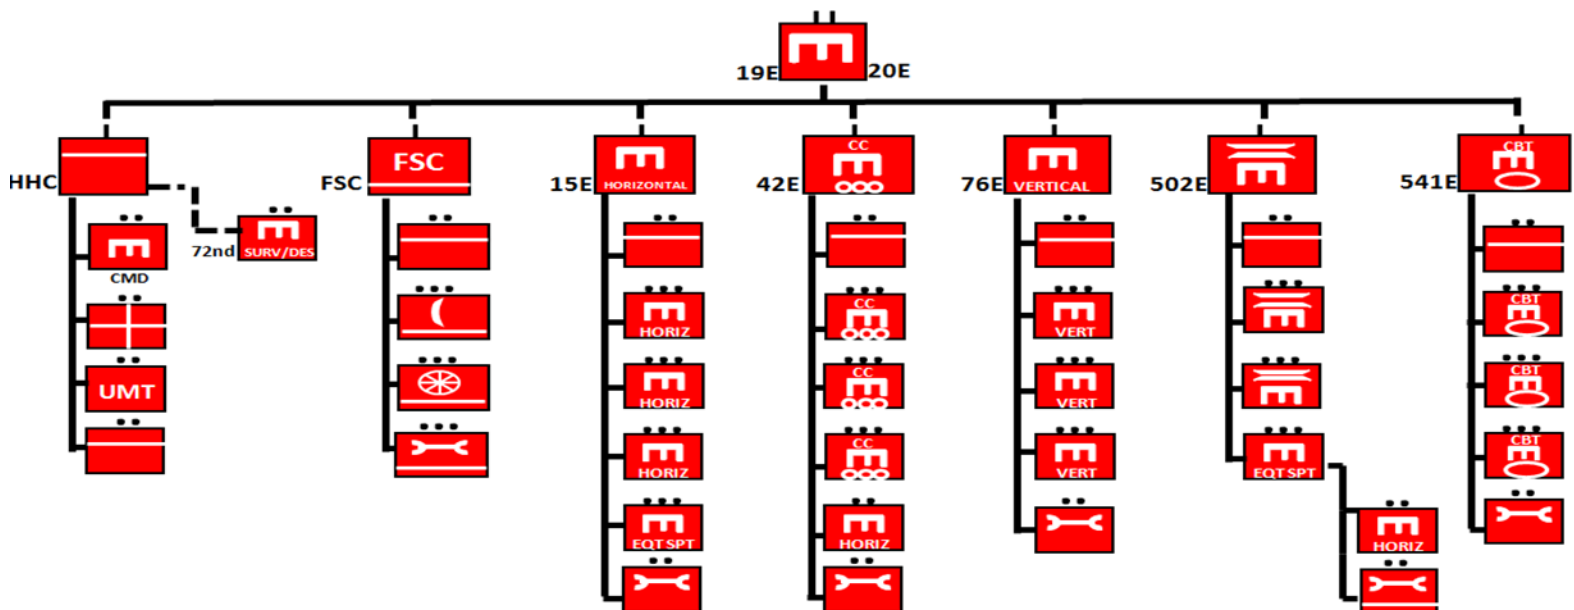 19E
20E
HHC
FSC
FSC
15E
HORIZONTAL
42E
CC
76E
VERTICAL
502E
541E
CBT
CMD
72nd
SURV/DES
UMT
HORIZ
HORIZ
HORIZ
EQT SPT
CC
CC
CC
HORIZ
VERT
VERT
VERT
EQT SPT
HORIZ
CBT
CBT
CBT